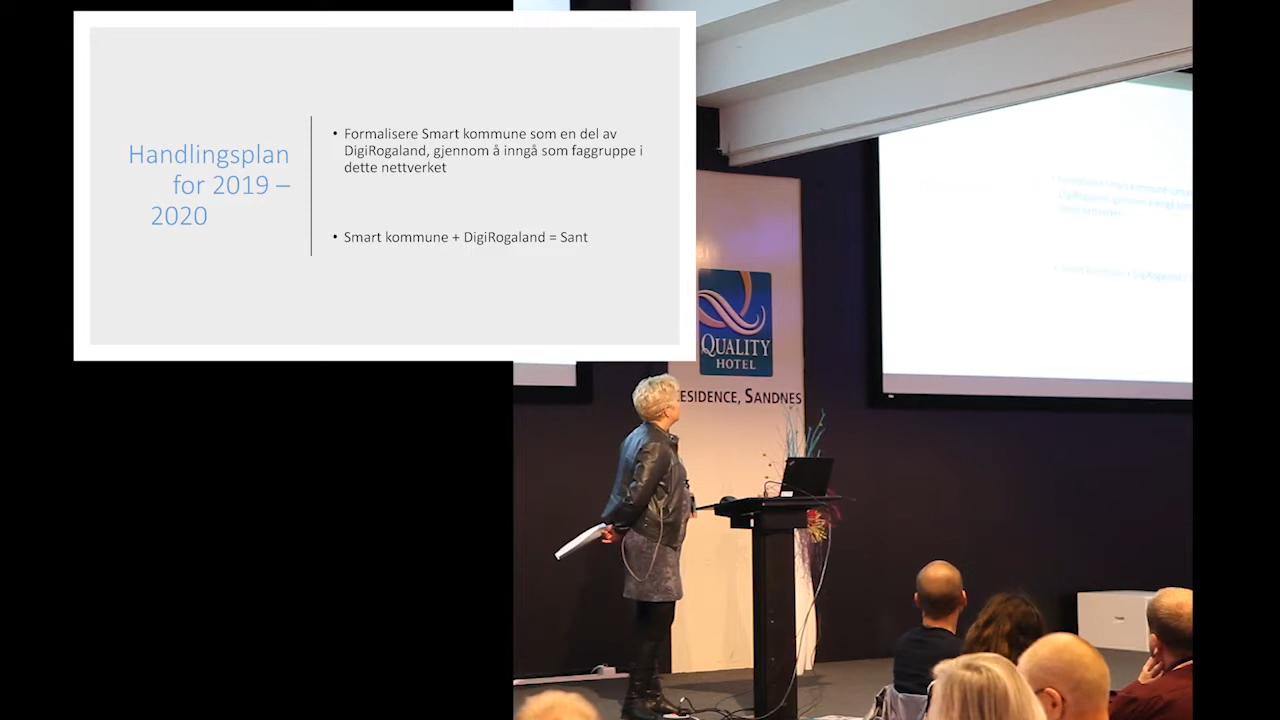 Handlingsplan
for 2019 –
2020
• Formalisere Smart kommune som en del av
DigiRogaland, gjennom å inngå som faggruppe i
dette nettverket
• Smart kommune + DigiRogaland = Sant
QUALITY
HOTEL
ESIDENCE, SANDNES